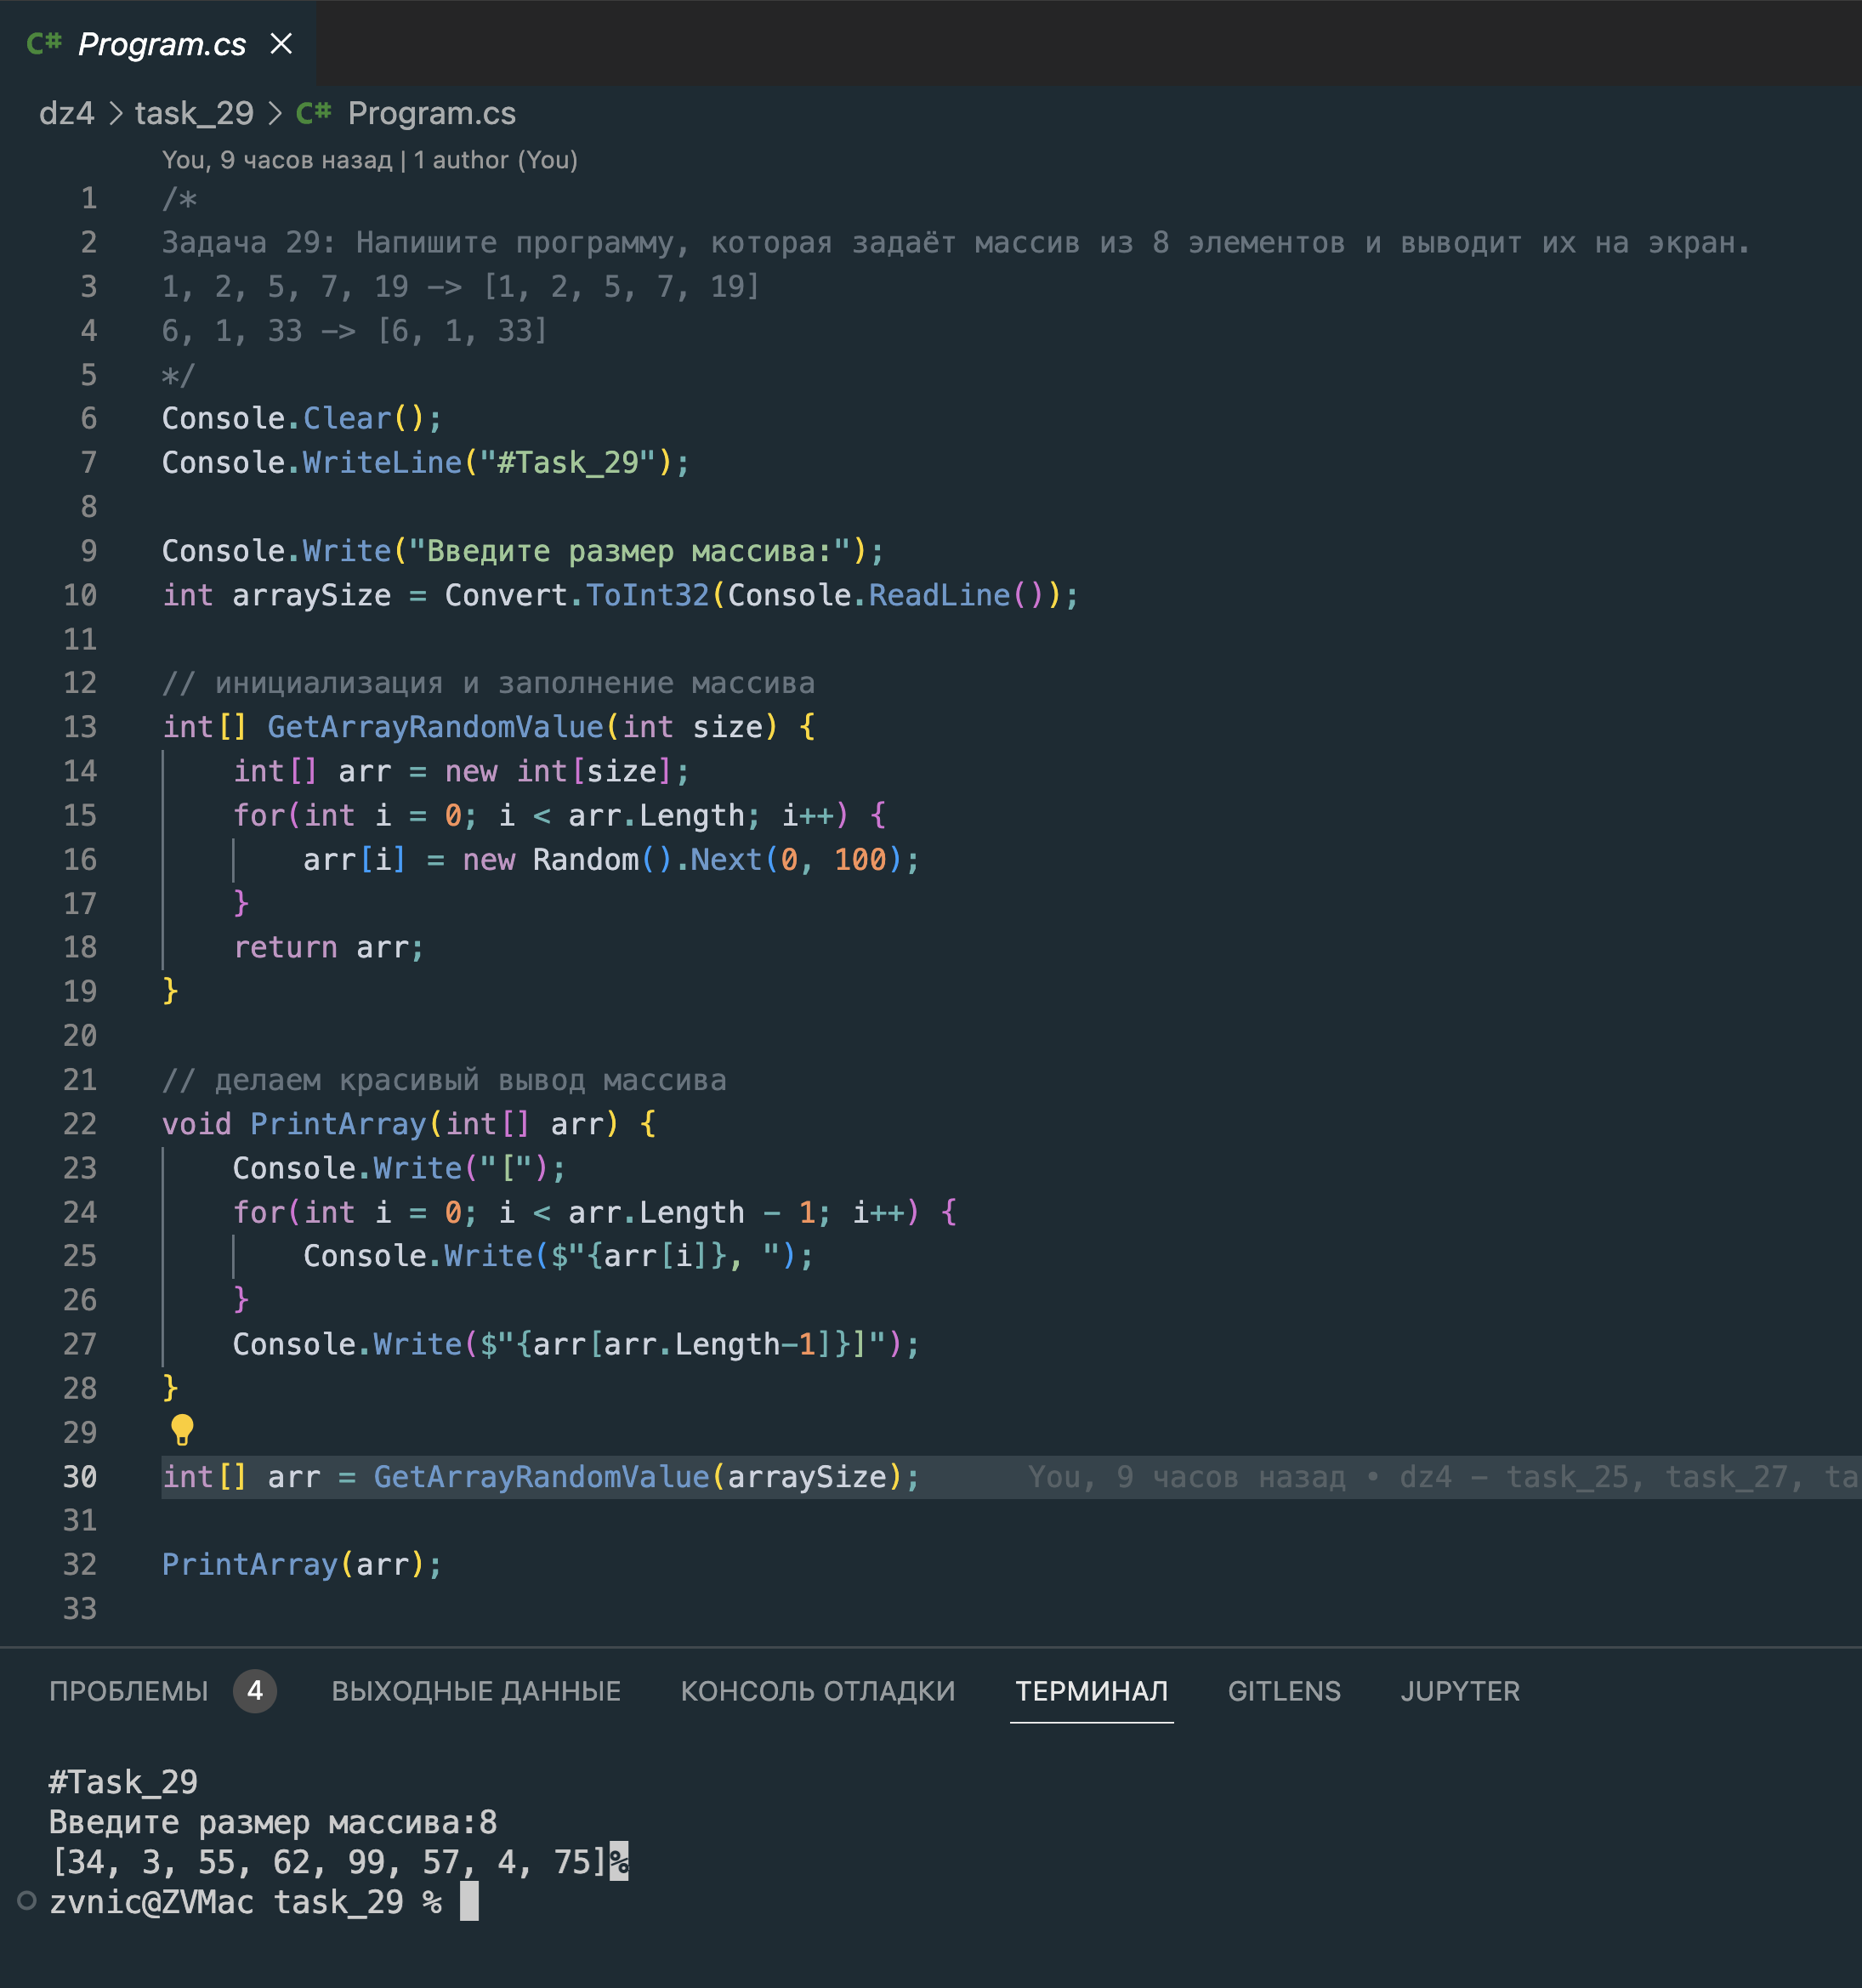 C# Program.cs ×
dz4 > task_29 > C# Program.cs
You, 9 часов назад | 1 author (You)
1 /*
2 Задача 29: Напишите программу, которая задаёт массив из 8 элементов и выводит их на экран.
3 1, 2, 5, 7, 19 -> [1, 2, 5, 7, 19]
4 6, 1, 33 -> [6, 1, 33]
5 */
6 Console.Clear();
7 Console.WriteLine("#Task_29");
8
9 Console.Write("Введите размер массива:");
10 int arraySize = Convert.ToInt32(Console.ReadLine());
11
12 // инициализация и заполнение массива
13 int[] GetArrayRandomValue(int size) {
14     int[] arr = new int[size];
15     for(int i = 0; i < arr.Length; i++) {
16         arr[i] = new Random().Next(0, 100);
17     }
18     return arr;
19 }
20
21 // делаем красивый вывод массива
22 void PrintArray(int[] arr) {
23     Console.Write("[");
24     for(int i = 0; i < arr.Length - 1; i++) {
25         Console.Write($"{arr[i]}, ");
26     }
27     Console.Write($"{arr[arr.Length-1]}]");
28 }
29
30 int[] arr = GetArrayRandomValue(arraySize); You, 9 часов назад • dz4 - task_25, task_27, ta
31
32 PrintArray(arr);
33
ПРОБЛЕМЫ 4 ВЫХОДНЫЕ ДАННЫЕ КОНСОЛЬ ОТЛАДКИ ТЕРМИНАЛ GITLENS JUPYTER
#Task_29
Введите размер массива:8
[34, 3, 55, 62, 99, 57, 4, 75]%
zvnic@ZVMac task_29 %